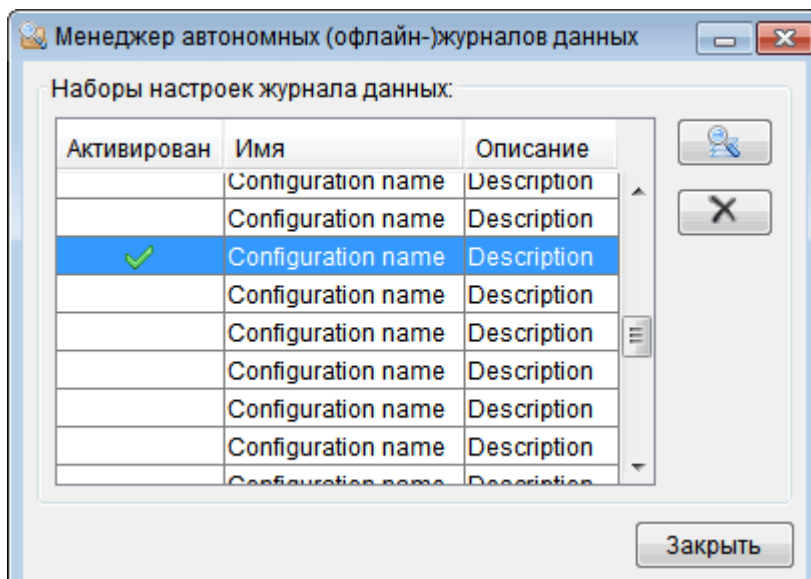 Менеджер автономных (офлайн-)журналов данных
Наборы настроек журнала данных:
Активирован Имя Описание
Configuration name Description
Configuration name Description
Configuration name Description
Configuration name Description
Configuration name Description
Configuration name Description
Configuration name Description
Configuration name Description
Configuration name Description
Закрыть